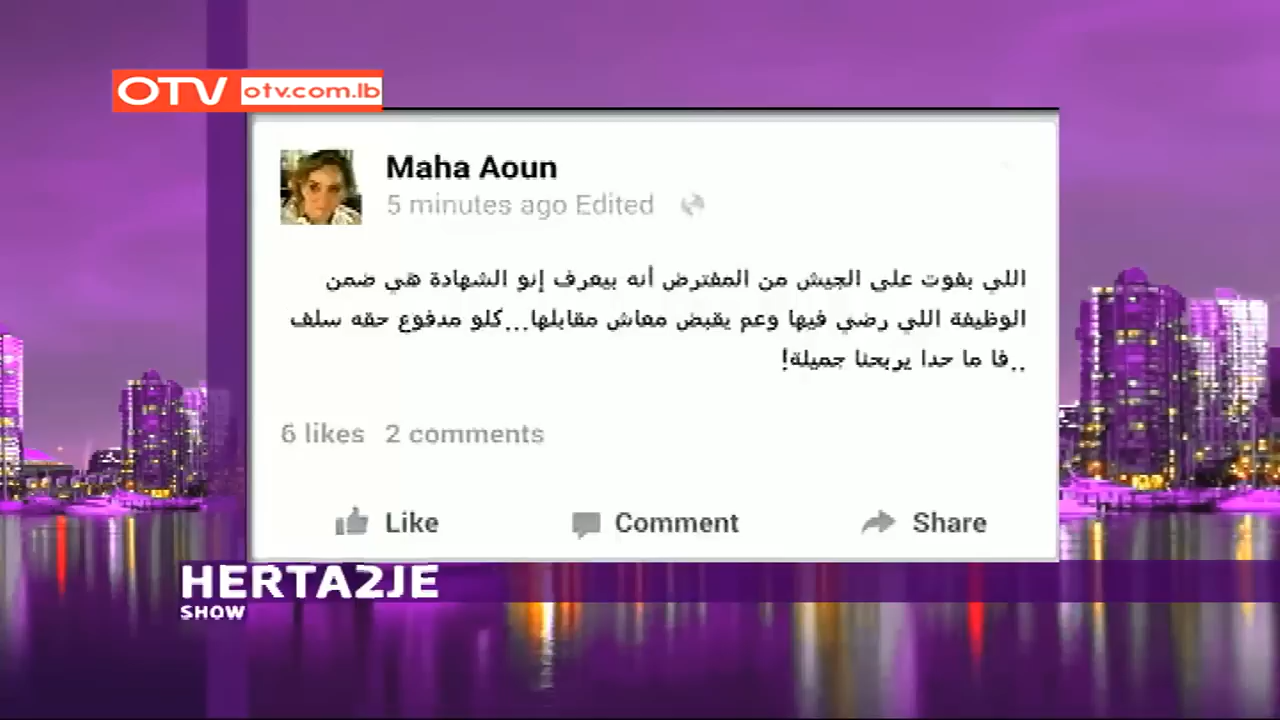 OTV otv.com.lb
Maha Aoun
5 minutes ago Edited
اللي بفوت علي الجيش من المفترض أنه بيعرف إنو الشهادة هي ضمن
الوظيفة اللي رضي فيها وعم يقبض معاش مقابلها...كلو مدفوع حقه سلف
..فا ما حدا يربحنا جميلة!
6 likes 2 comments
Like Comment Share
HERTA2JE
SHOW